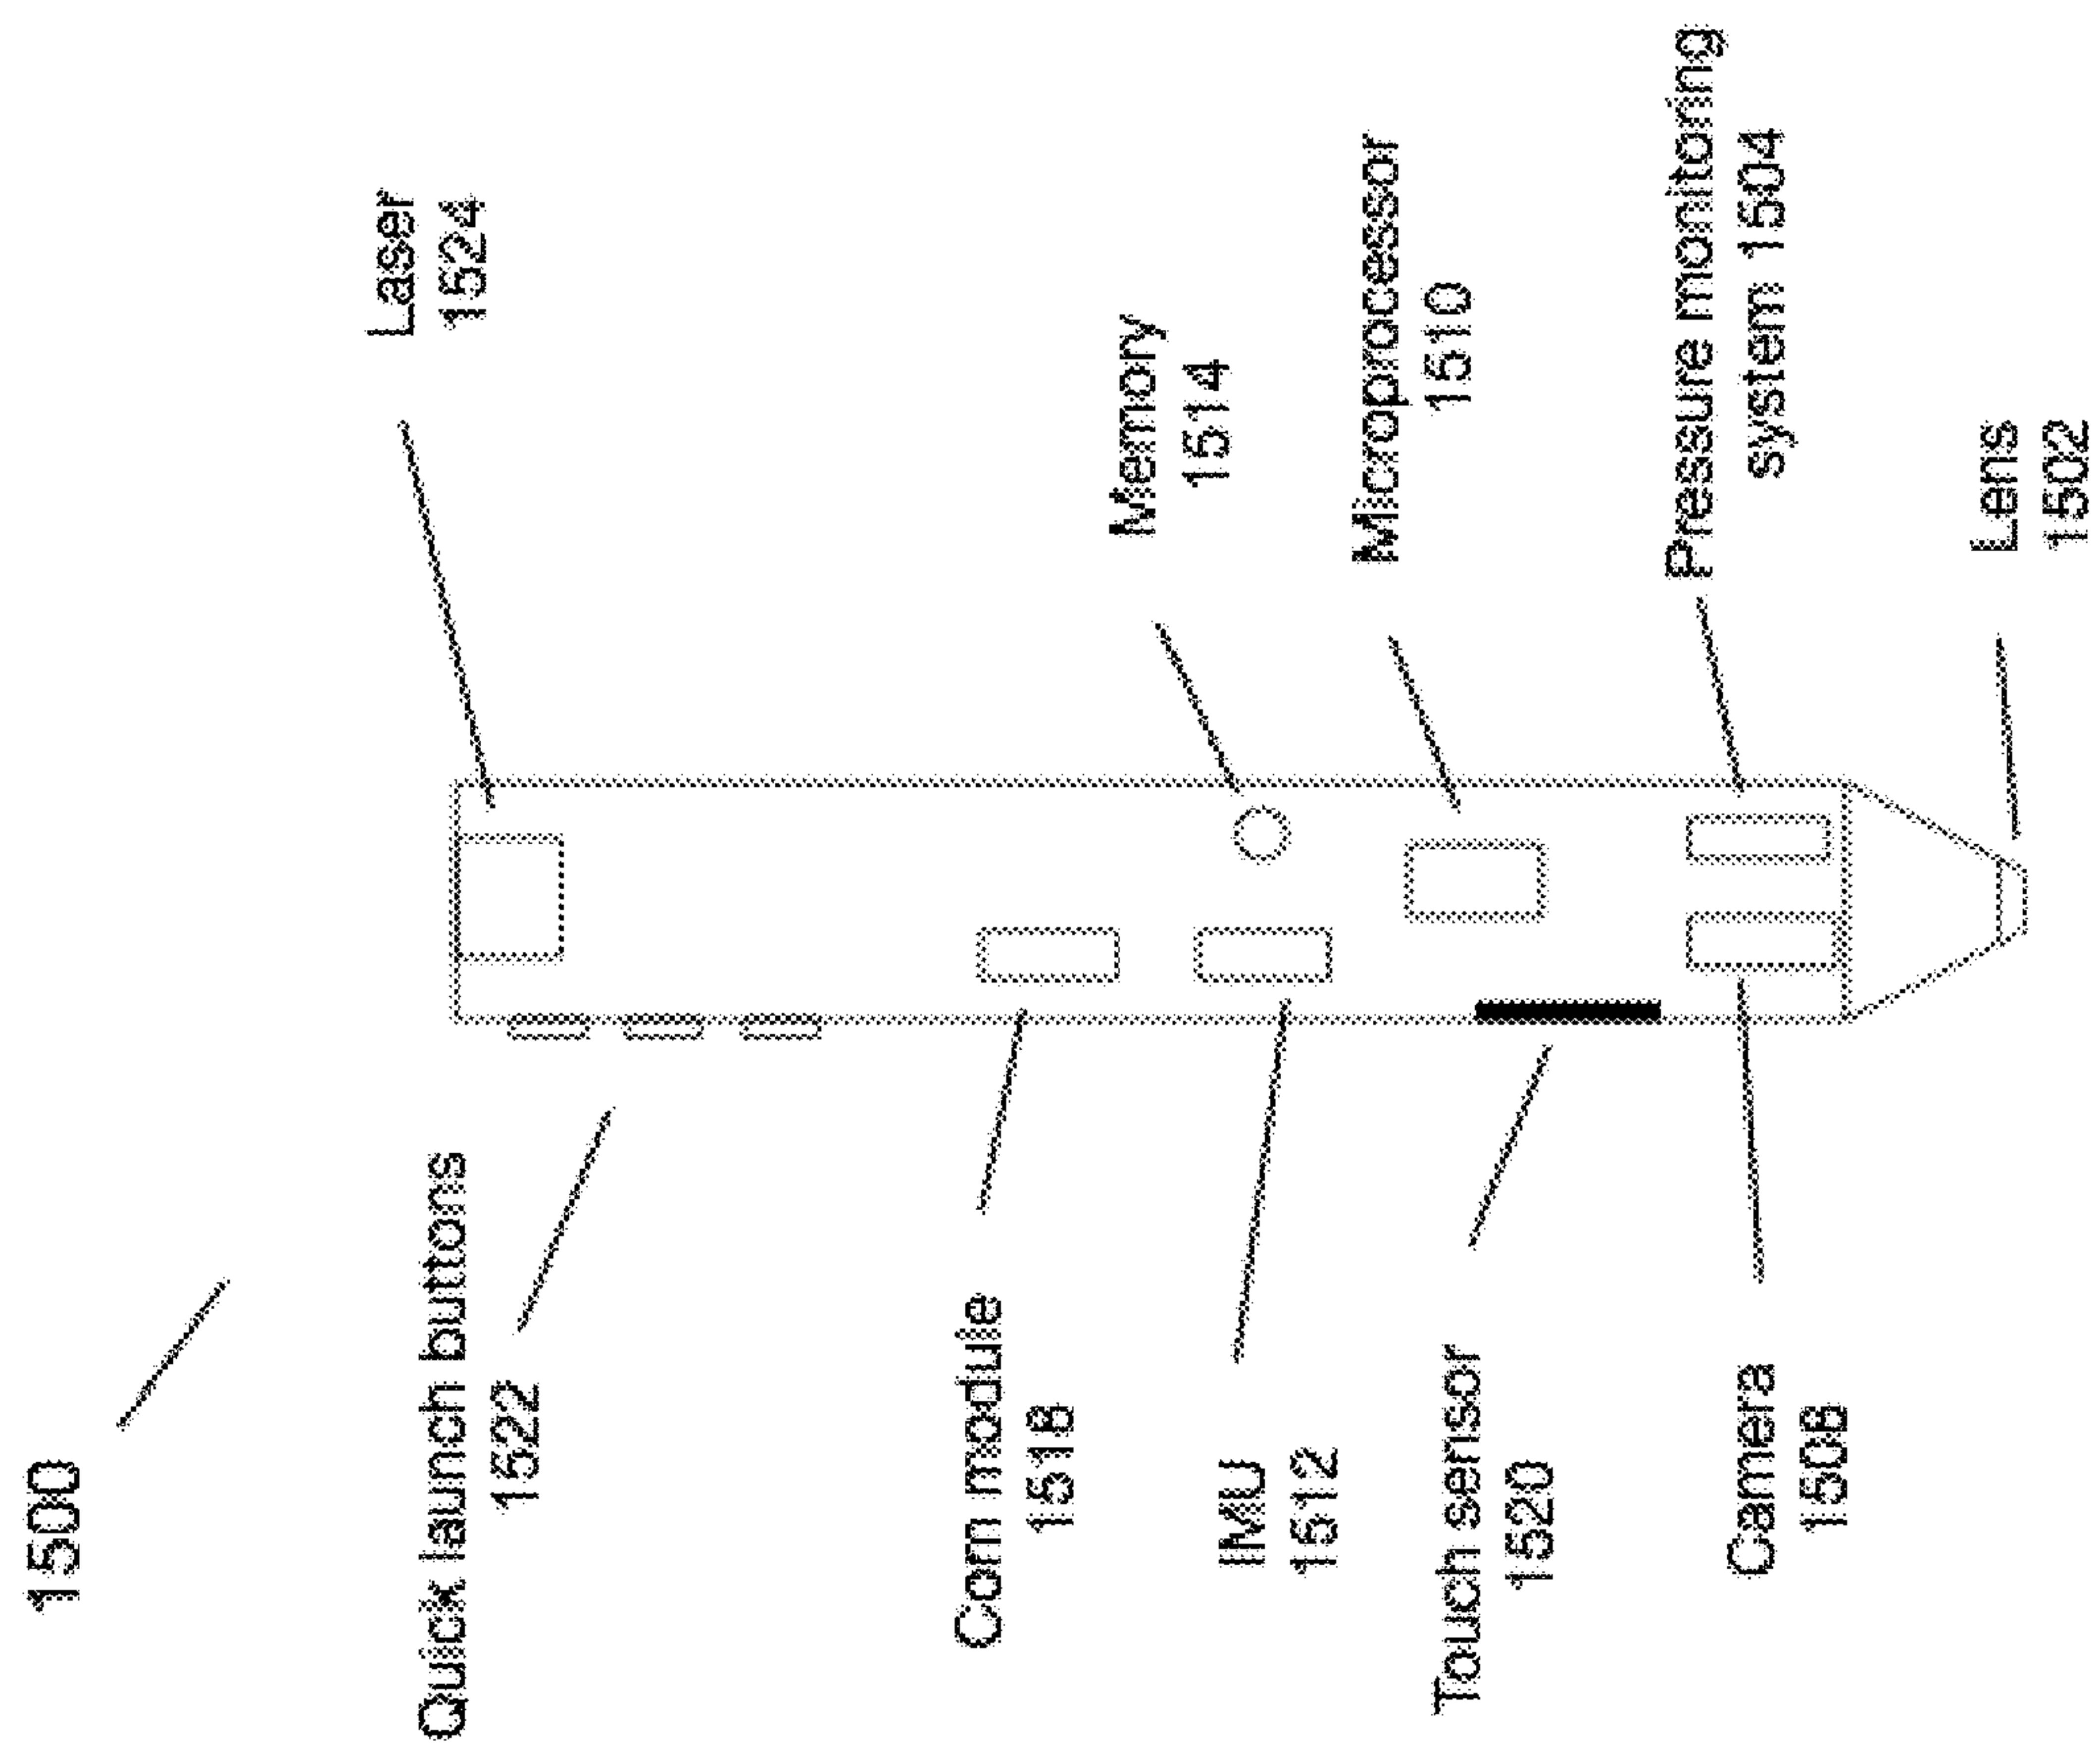 1500
Laser
1524
Quick launch buttons
1522
Com module
1518
Memory
1514
IMU
1512
Microprocessor
1510
Touch sensor
1520
Pressure monitoring
system 1504
Camera
1508
Lens
1502